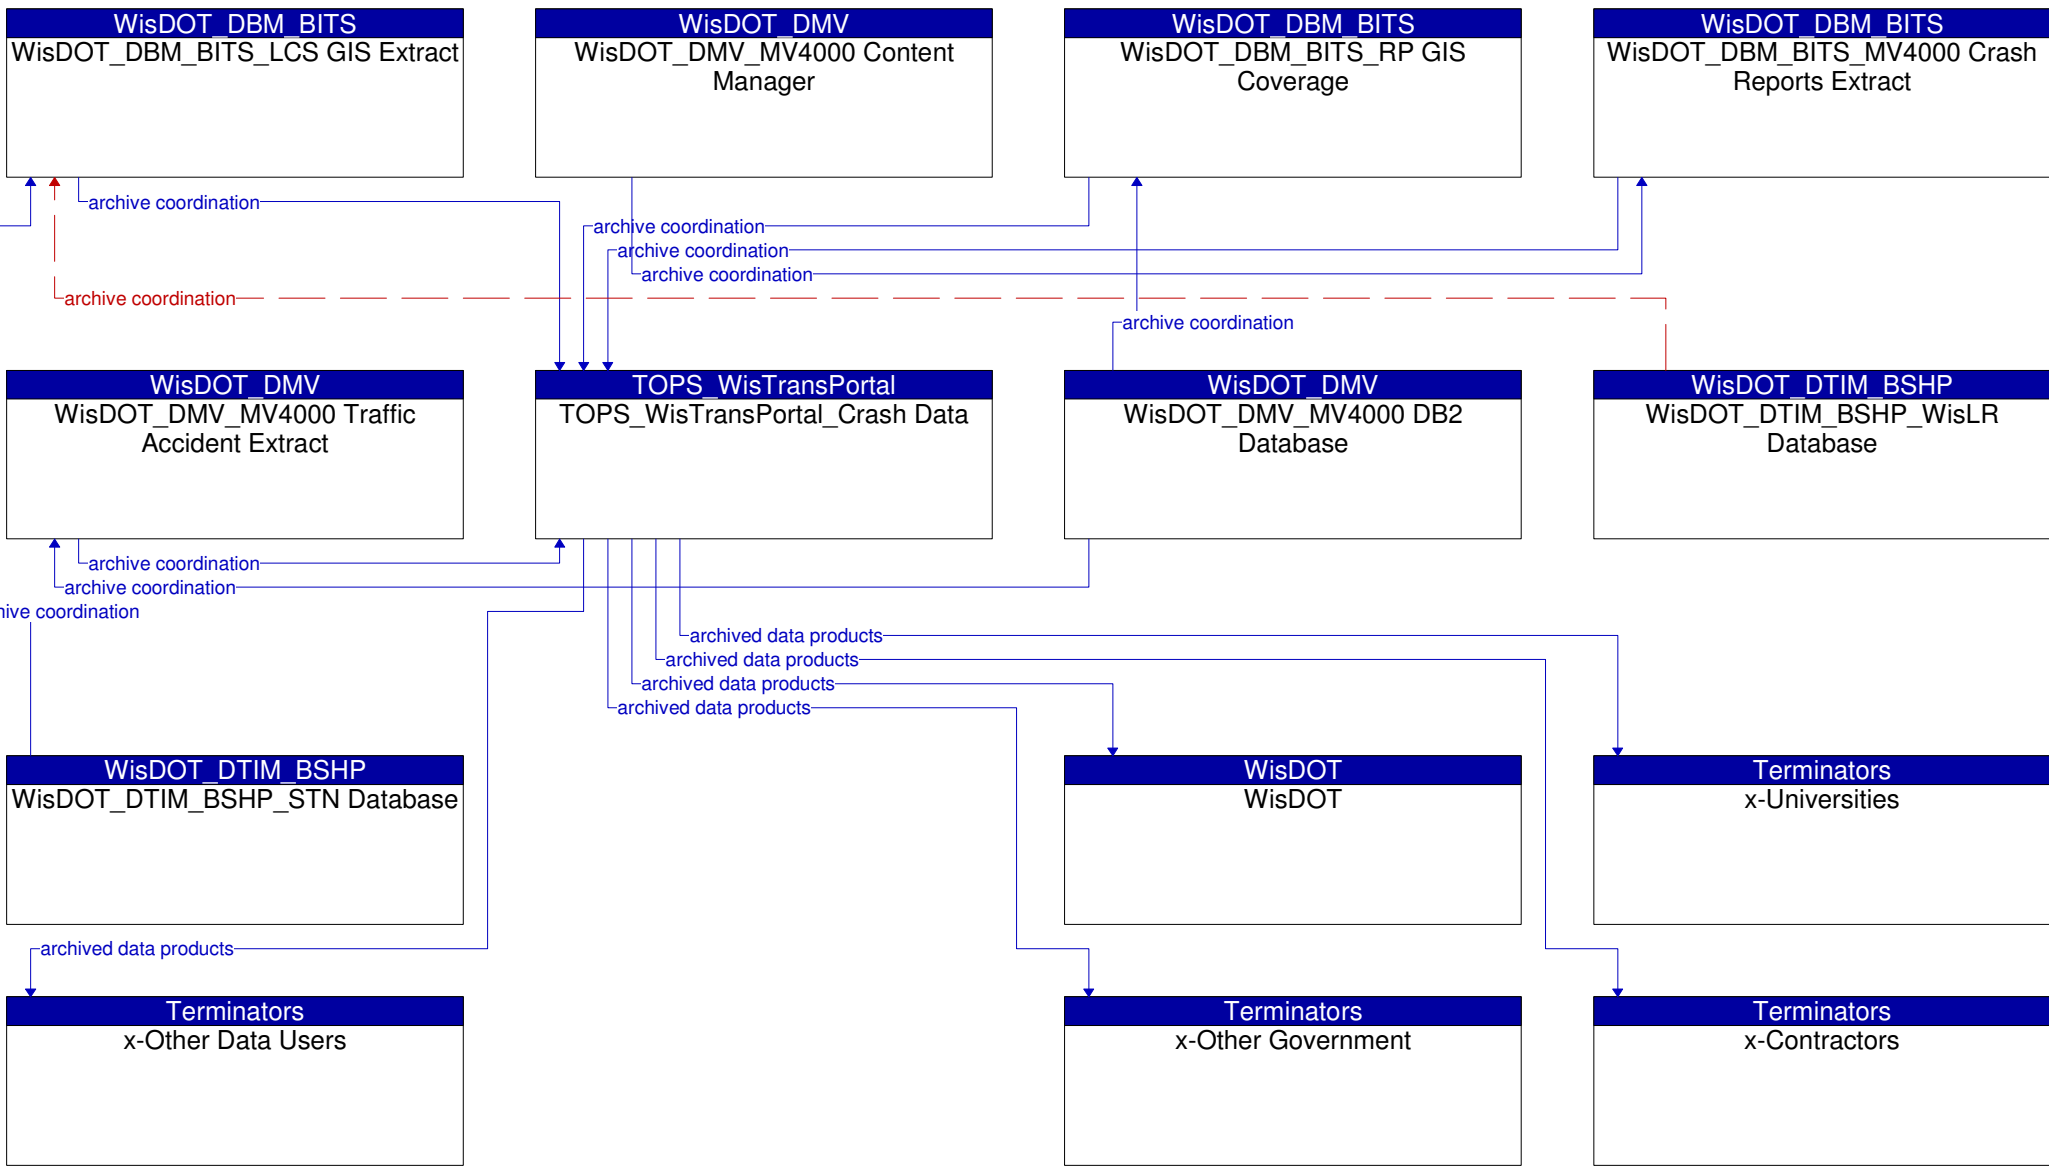 WisDOT_DBM_BITS
WisDOT_DBM_BITS_LCS GIS Extract
WisDOT_DMV
WisDOT_DMV_MV4000 Content
Manager
WisDOT_DBM_BITS
WisDOT_DBM_BITS_RP GIS
Coverage
WisDOT_DBM_BITS
WisDOT_DBM_BITS_MV4000 Crash
Reports Extract
archive coordination
archive coordination
archive coordination
archive coordination
archive coordination
archive coordination
WisDOT_DMV
WisDOT_DMV_MV4000 Traffic
Accident Extract
TOPS_WisTransPortal
TOPS_WisTransPortal_Crash Data
WisDOT_DMV
WisDOT_DMV_MV4000 DB2
Database
WisDOT_DTIM_BSHP
WisDOT_DTIM_BSHP_WisLR
Database
archive coordination
archive coordination
hive coordination
archived data products
archived data products
archived data products
archived data products
WisDOT_DTIM_BSHP
WisDOT_DTIM_BSHP_STN Database
WisDOT
WisDOT
Terminators
x-Universities
archived data products
Terminators
x-Other Data Users
Terminators
x-Other Government
Terminators
x-Contractors